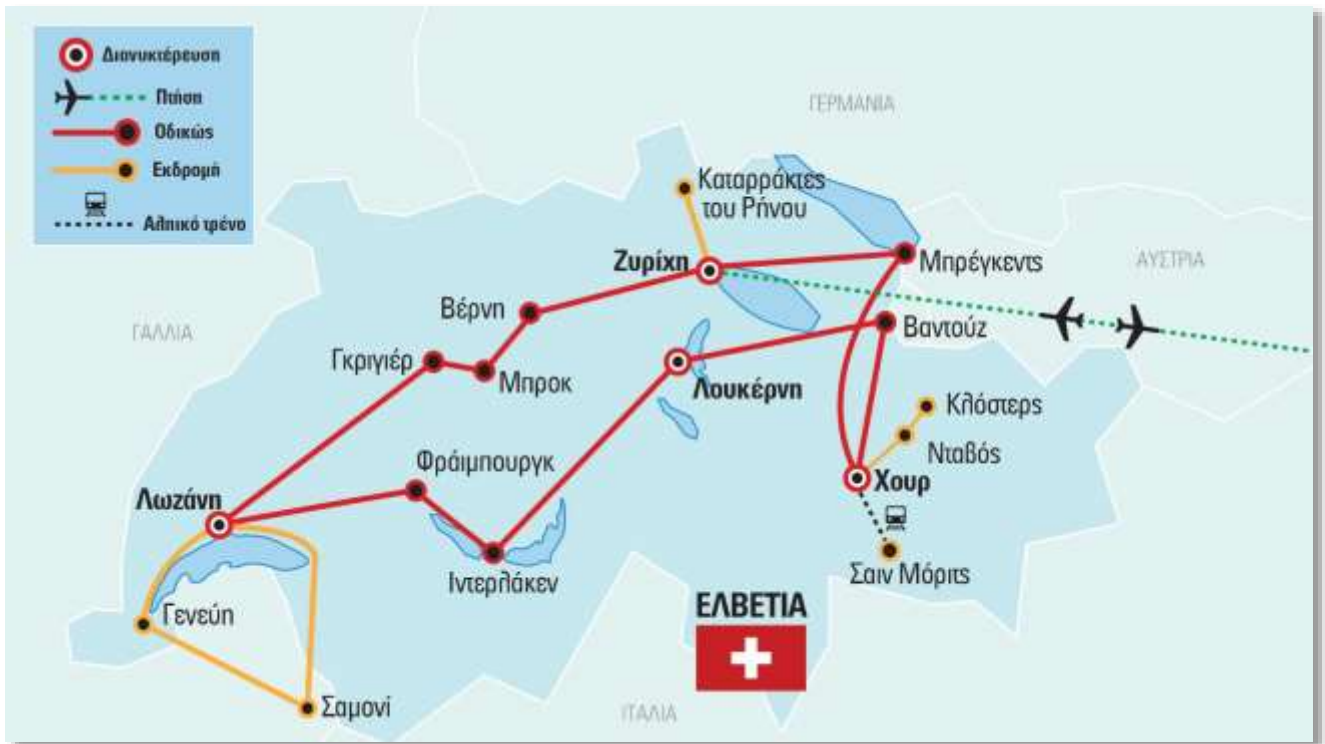 Διανυκτέρευση
Πτήση
Οδικώς
Εκδρομή
Αλπικό τρένο
ΓΕΡΜΑΝΙΑ
Καταρράκτες
του Ρήνου
Ζυρίχη
Μπρέγκεντς
ΑΥΣΤΡΙΑ
Βέρνη
Βαντούζ
ΓΑΛΛΙΑ
Γκριγιέρ
Μπροκ
Λουκέρνη
Κλόστερς
Νταβός
Φράιμπουργκ
Χουρ
Λωζάνη
Ιντερλάκεν
Σαιν Μόριτς
ΕΛΒΕΤΙΑ
Γενεύη
Σαμονί
ΙΤΑΛΙΑ